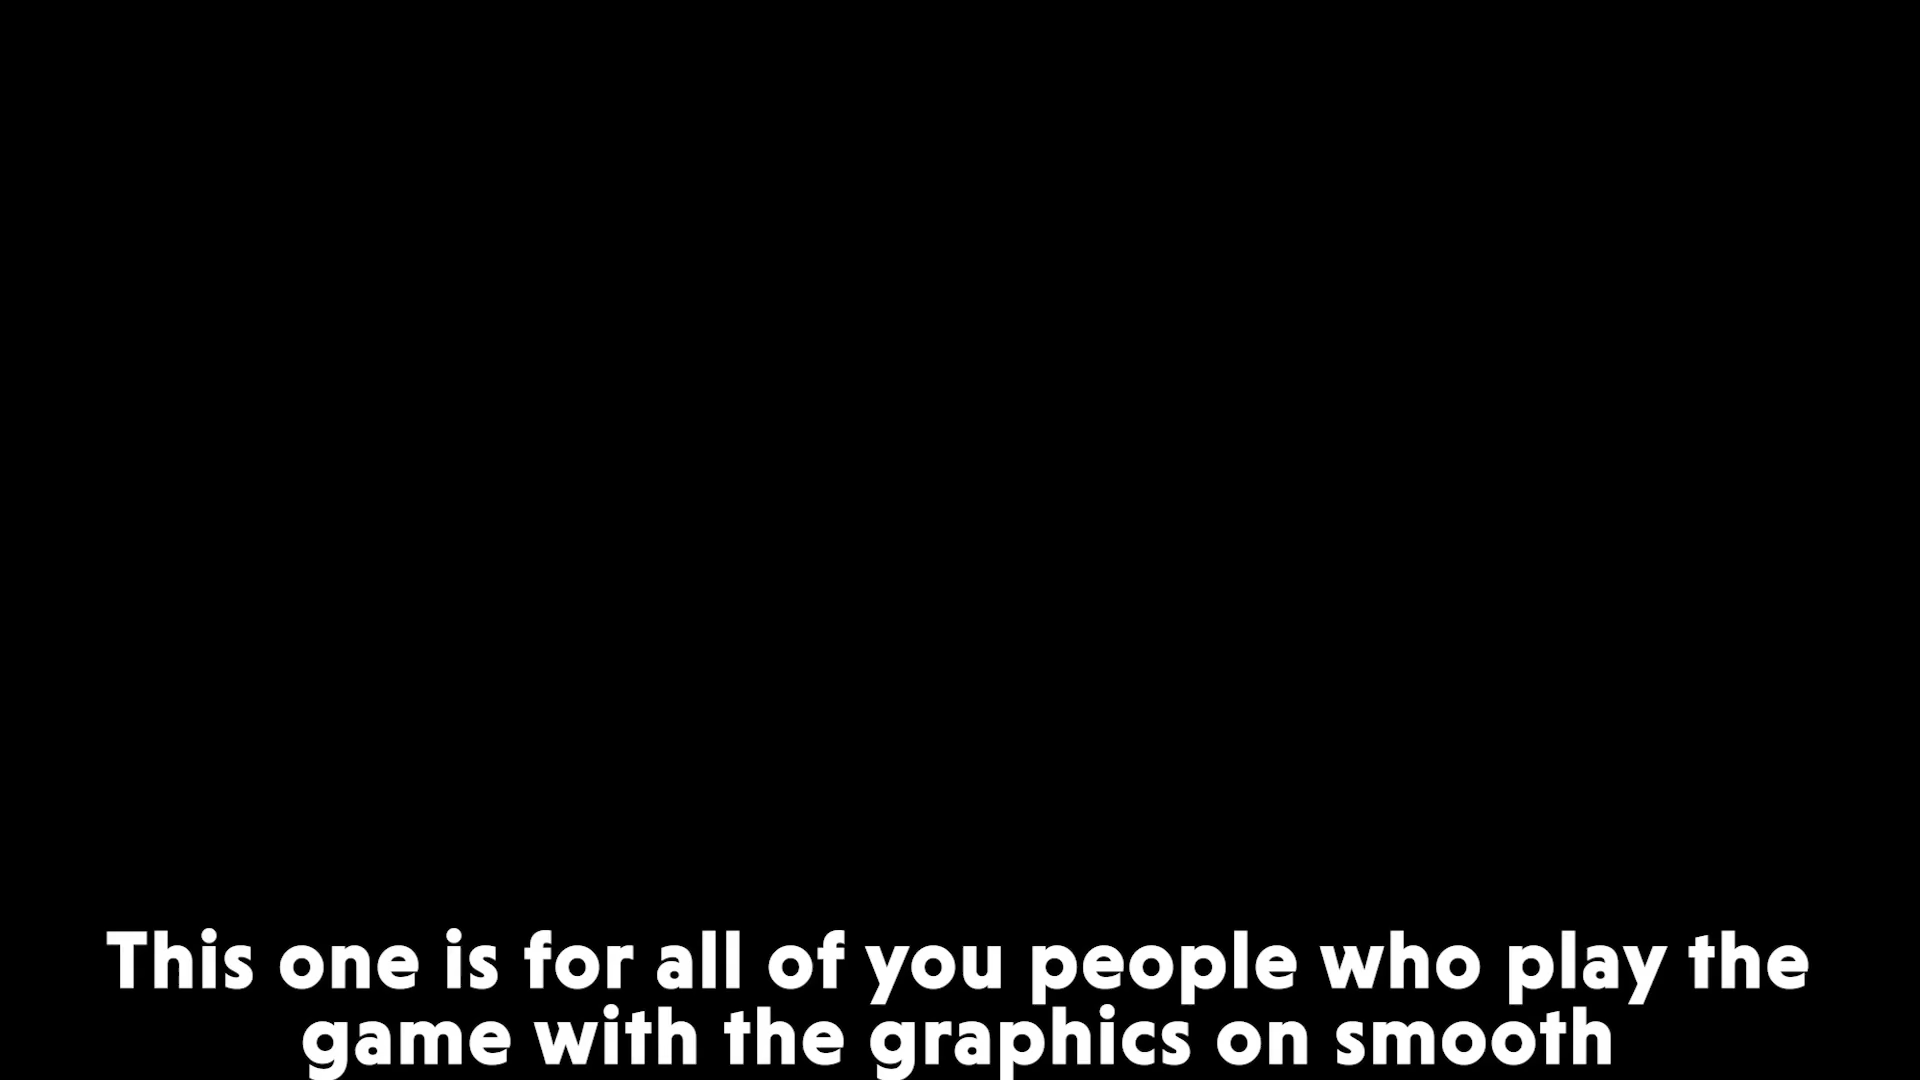 This one is for all of you people who play the
game with the graphics on smooth